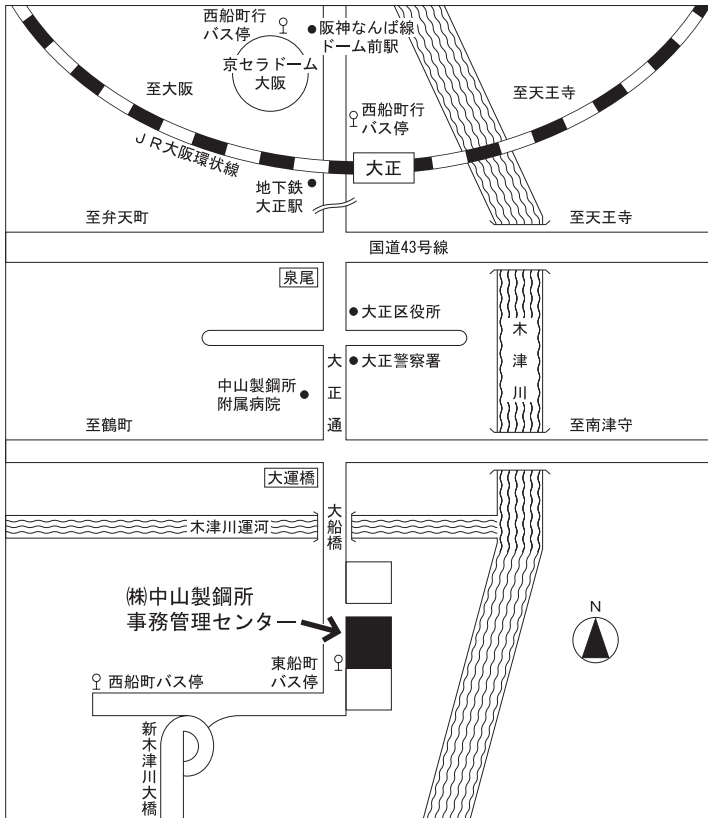 西船町行
バス停
阪神なんば線
ドーム前駅
京セラドーム
大阪
至大阪
西船町行
バス停
至天王寺
JR大阪環状線
大正
地下鉄
大正駅
至弁天町
至天王寺
国道43号線
泉尾
大正区役所
木津川
大正警察署
大正通
中山製鋼所
附属病院
至鶴町
至南津守
大運橋
大船橋
木津川運河
㈱中山製鋼所
事務管理センター
N
東船町
バス停
西船町バス停
新木津川大橋